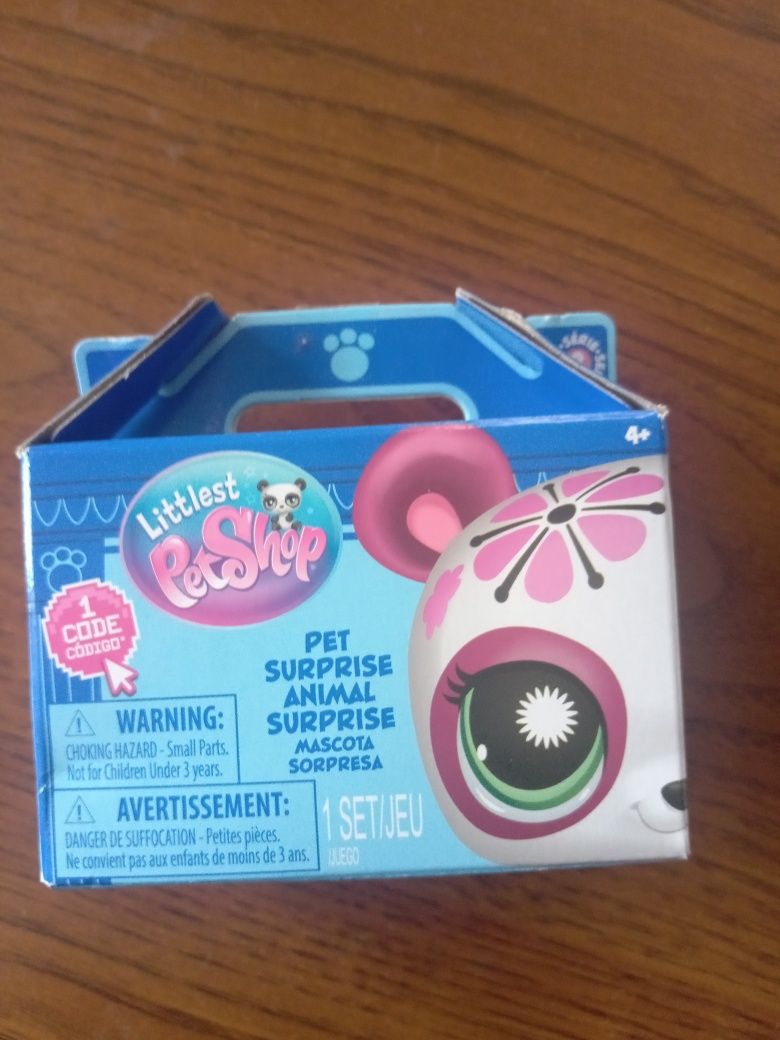 SÉRIE
4+
Littlest
PetShop
1
CODE
CÓDIGO
PET
SURPRISE
ANIMAL
SURPRISE
MASCOTA
SORPRESA
WARNING:
CHOKING HAZARD - Small Parts.
Not for Children Under 3 years.
AVERTISSEMENT:
DANGER DE SUFFOCATION - Petites pièces.
Ne convient pas aux enfants de moins de 3 ans.
1 SET/JEU
/JUEGO